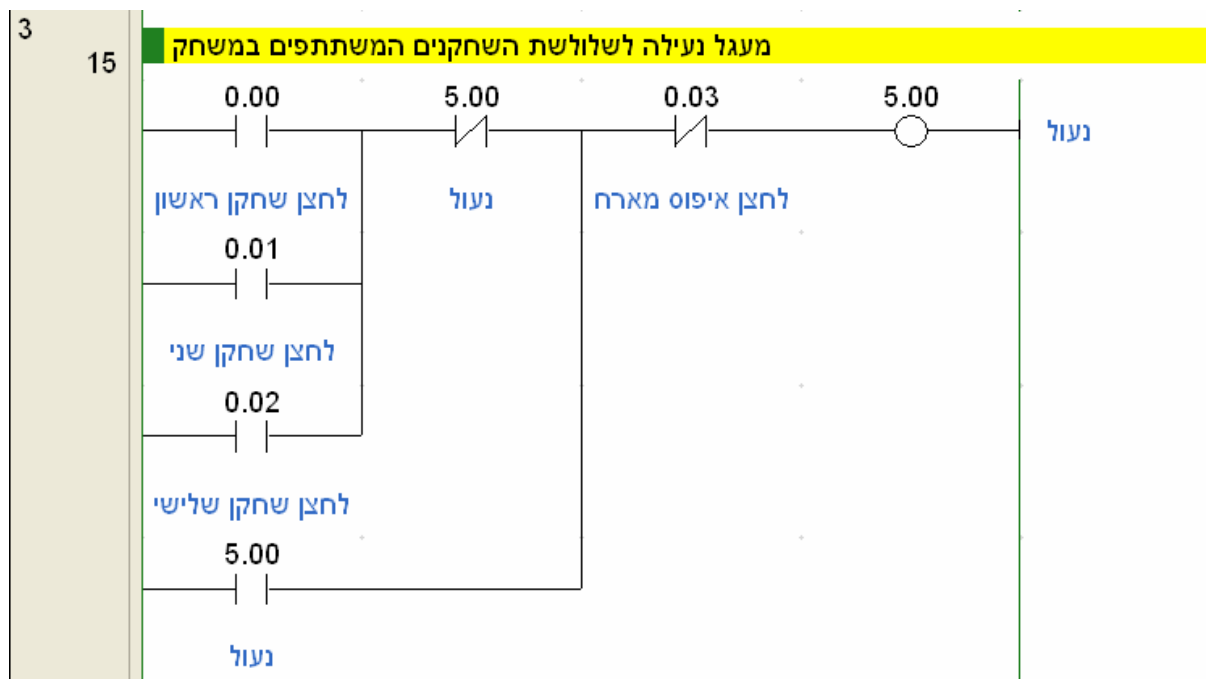 3
15
מעגל נעילה לשלולשת השחקנים המשתתפים במשחק
0.00 5.00 0.03 5.00
נעול
לחצן שחקן ראשון נעול לחצן איפוס מארח
0.01
לחצן שחקן שני
0.02
לחצן שחקן שלישי
5.00
נעול